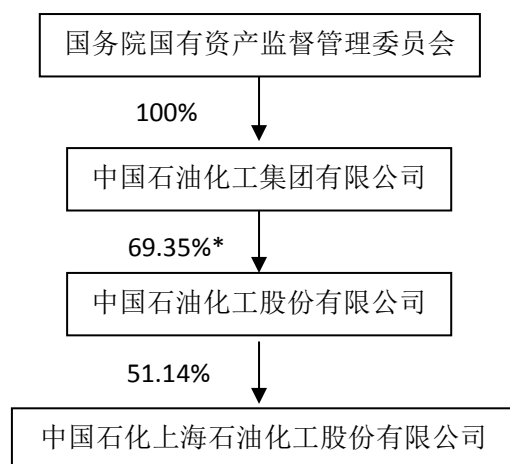 国务院国有资产监督管理委员会
100%
中国石油化工集团有限公司
69.35%*
中国石油化工股份有限公司
51.14%
中国石化上海石油化工股份有限公司